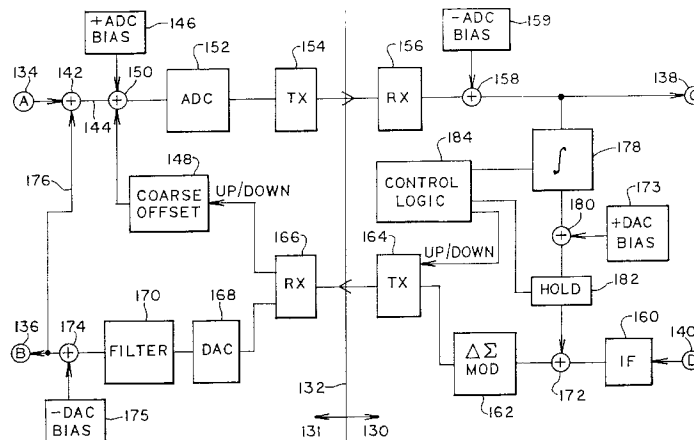 +ADC BIAS
146
-ADC BIAS
159
134
142
150
152
154
156
158
138
A
+
+
ADC
TX
RX
+
C
144
184
∫
178
176
148
COARSE OFFSET
UP/DOWN
CONTROL LOGIC
173
180
+
+DAC BIAS
166
164
UP/DOWN
136
174
170
168
RX
TX
HOLD
182
160
140
B
+
FILTER
DAC
ΔΣ MOD
+
IF
D
132
162
172
-DAC BIAS
175
131
130